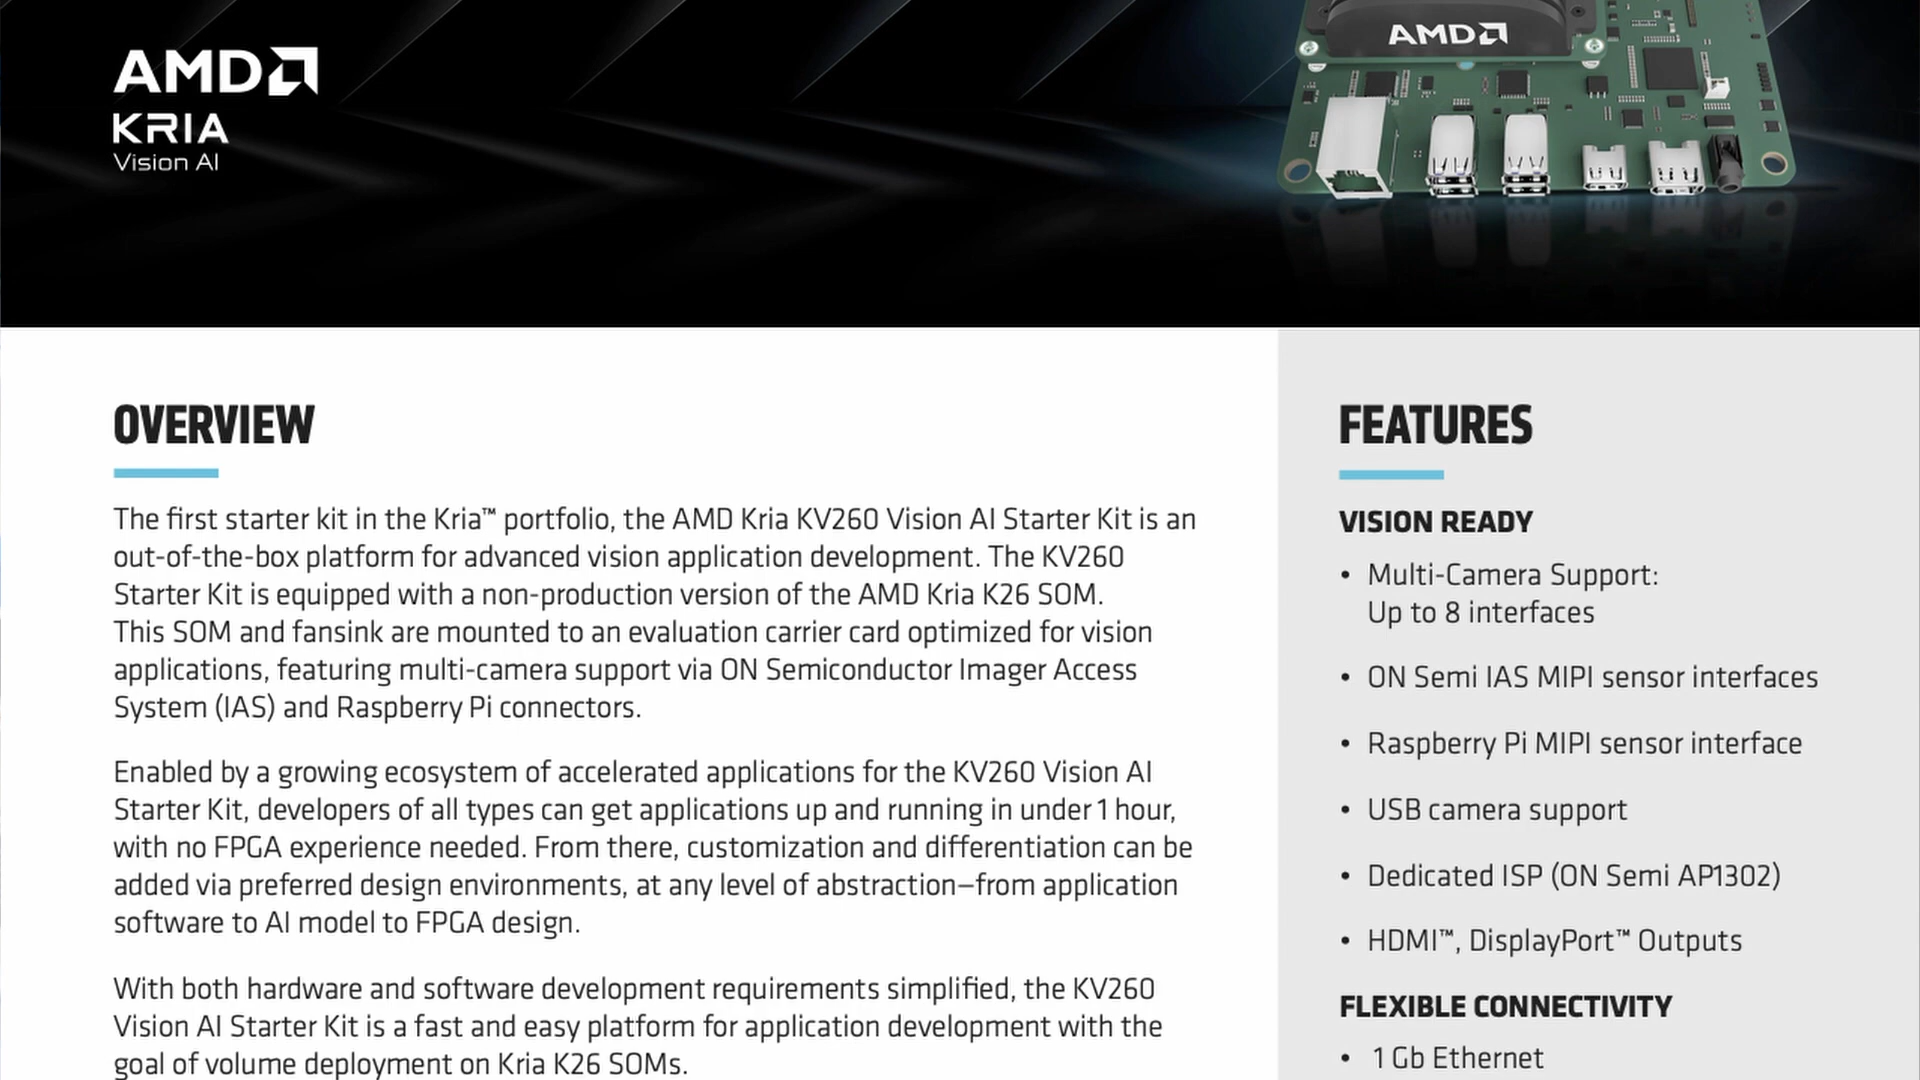 AMD
KRIA
Vision AI
AMD
OVERVIEW
The first starter kit in the Kria™ portfolio, the AMD Kria KV260 Vision AI Starter Kit is an
out-of-the-box platform for advanced vision application development. The KV260
Starter Kit is equipped with a non-production version of the AMD Kria K26 SOM.
This SOM and fansink are mounted to an evaluation carrier card optimized for vision
applications, featuring multi-camera support via ON Semiconductor Imager Access
System (IAS) and Raspberry Pi connectors.
Enabled by a growing ecosystem of accelerated applications for the KV260 Vision AI
Starter Kit, developers of all types can get applications up and running in under 1 hour,
with no FPGA experience needed. From there, customization and differentiation can be
added via preferred design environments, at any level of abstraction—from application
software to AI model to FPGA design.
With both hardware and software development requirements simplified, the KV260
Vision AI Starter Kit is a fast and easy platform for application development with the
goal of volume deployment on Kria K26 SOMs.
FEATURES
VISION READY
• Multi-Camera Support:
Up to 8 interfaces
• ON Semi IAS MIPI sensor interfaces
• Raspberry Pi MIPI sensor interface
• USB camera support
• Dedicated ISP (ON Semi AP1302)
• HDMI™, DisplayPort™ Outputs
FLEXIBLE CONNECTIVITY
• 1 Gb Ethernet